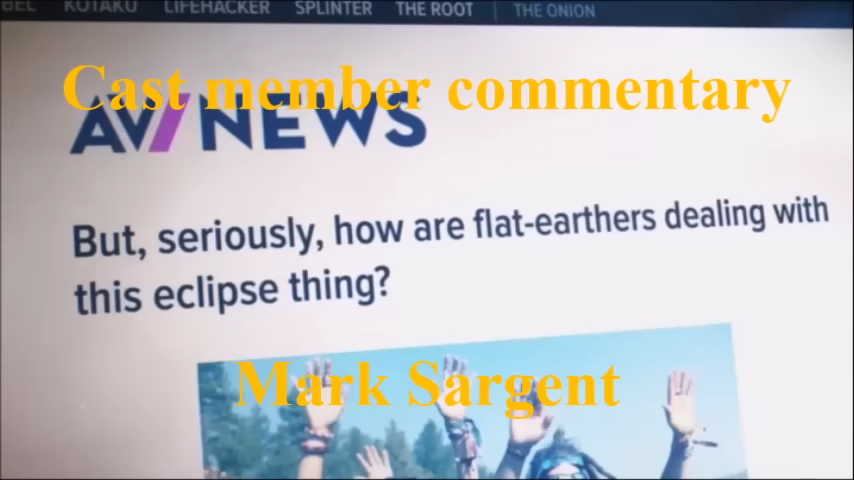 KOTAKU LIFEHACKER SPLINTER THE ROOT THE ONION
Cast member commentary
AV/NEWS
But, seriously, how are flat-earthers dealing with
this eclipse thing?
Mark Sargent